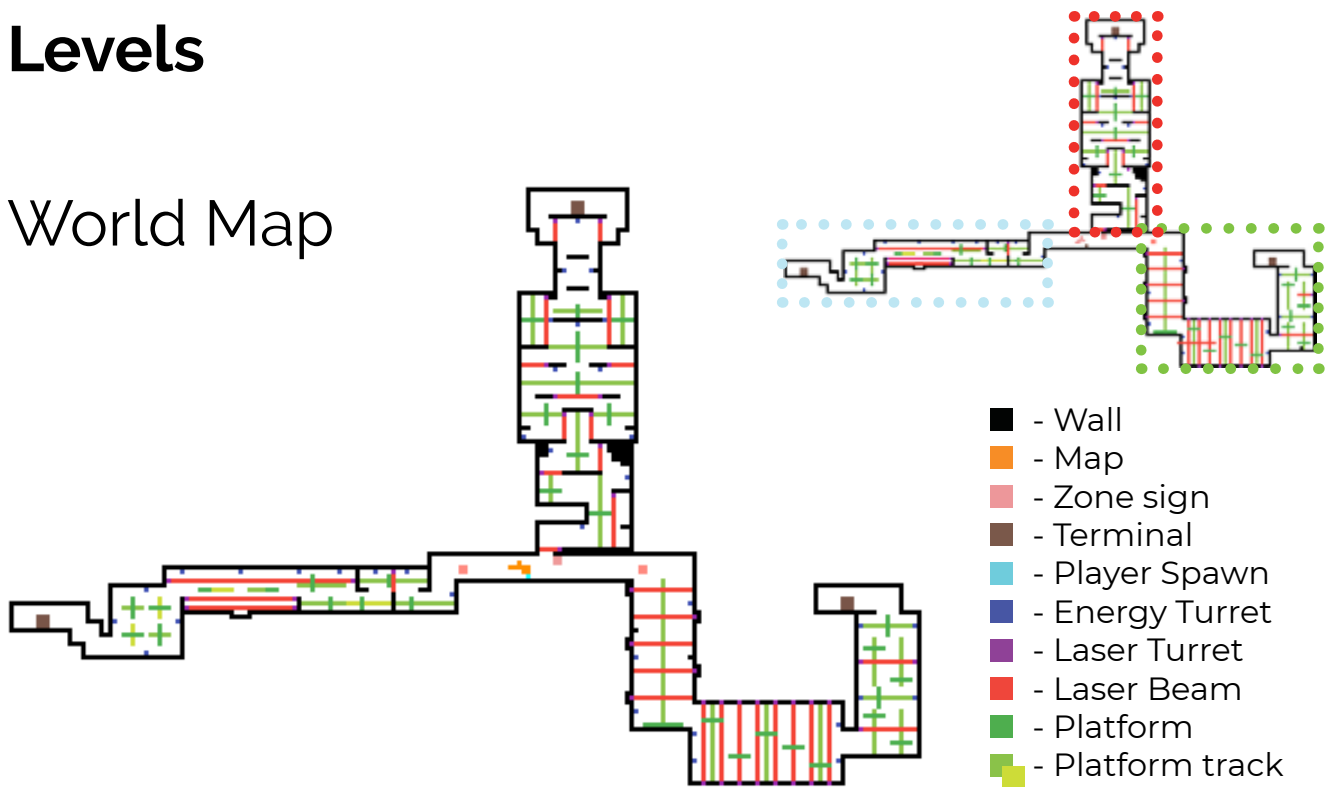 Levels
World Map
- Wall
- Map
- Zone sign
- Terminal
- Player Spawn
- Energy Turret
- Laser Turret
- Laser Beam
- Platform
- Platform track